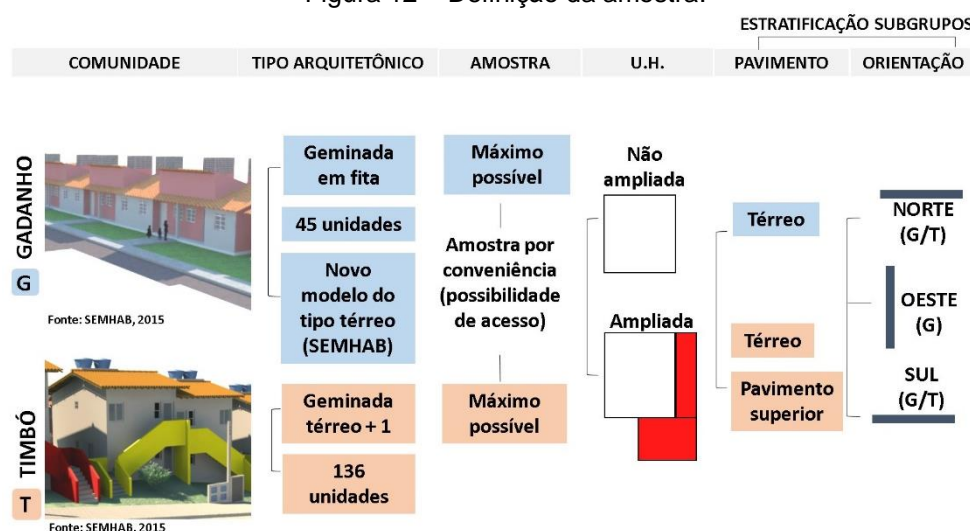 Figura 12 – Definição da amostra.
ESTRATIFICAÇÃO SUBGRUPOS
COMUNIDADE
TIPO ARQUITETÔNICO
AMOSTRA
U.H.
PAVIMENTO
ORIENTAÇÃO
GADANHO
G
Fonte: SEMHAB, 2015
Geminada
em fita
45 unidades
Novo
modelo do
tipo térreo
(SEMHAB)
Máximo
possível
Amostra por
conveniência
(possibilidade
de acesso)
Não
ampliada
Ampliada
Térreo
NORTE
(G/T)
OESTE
(G)
SUL
(G/T)
TIMBÓ
T
Fonte: SEMHAB, 2015
Geminada
térreo + 1
136
unidades
Máximo
possível
Térreo
Pavimento
superior